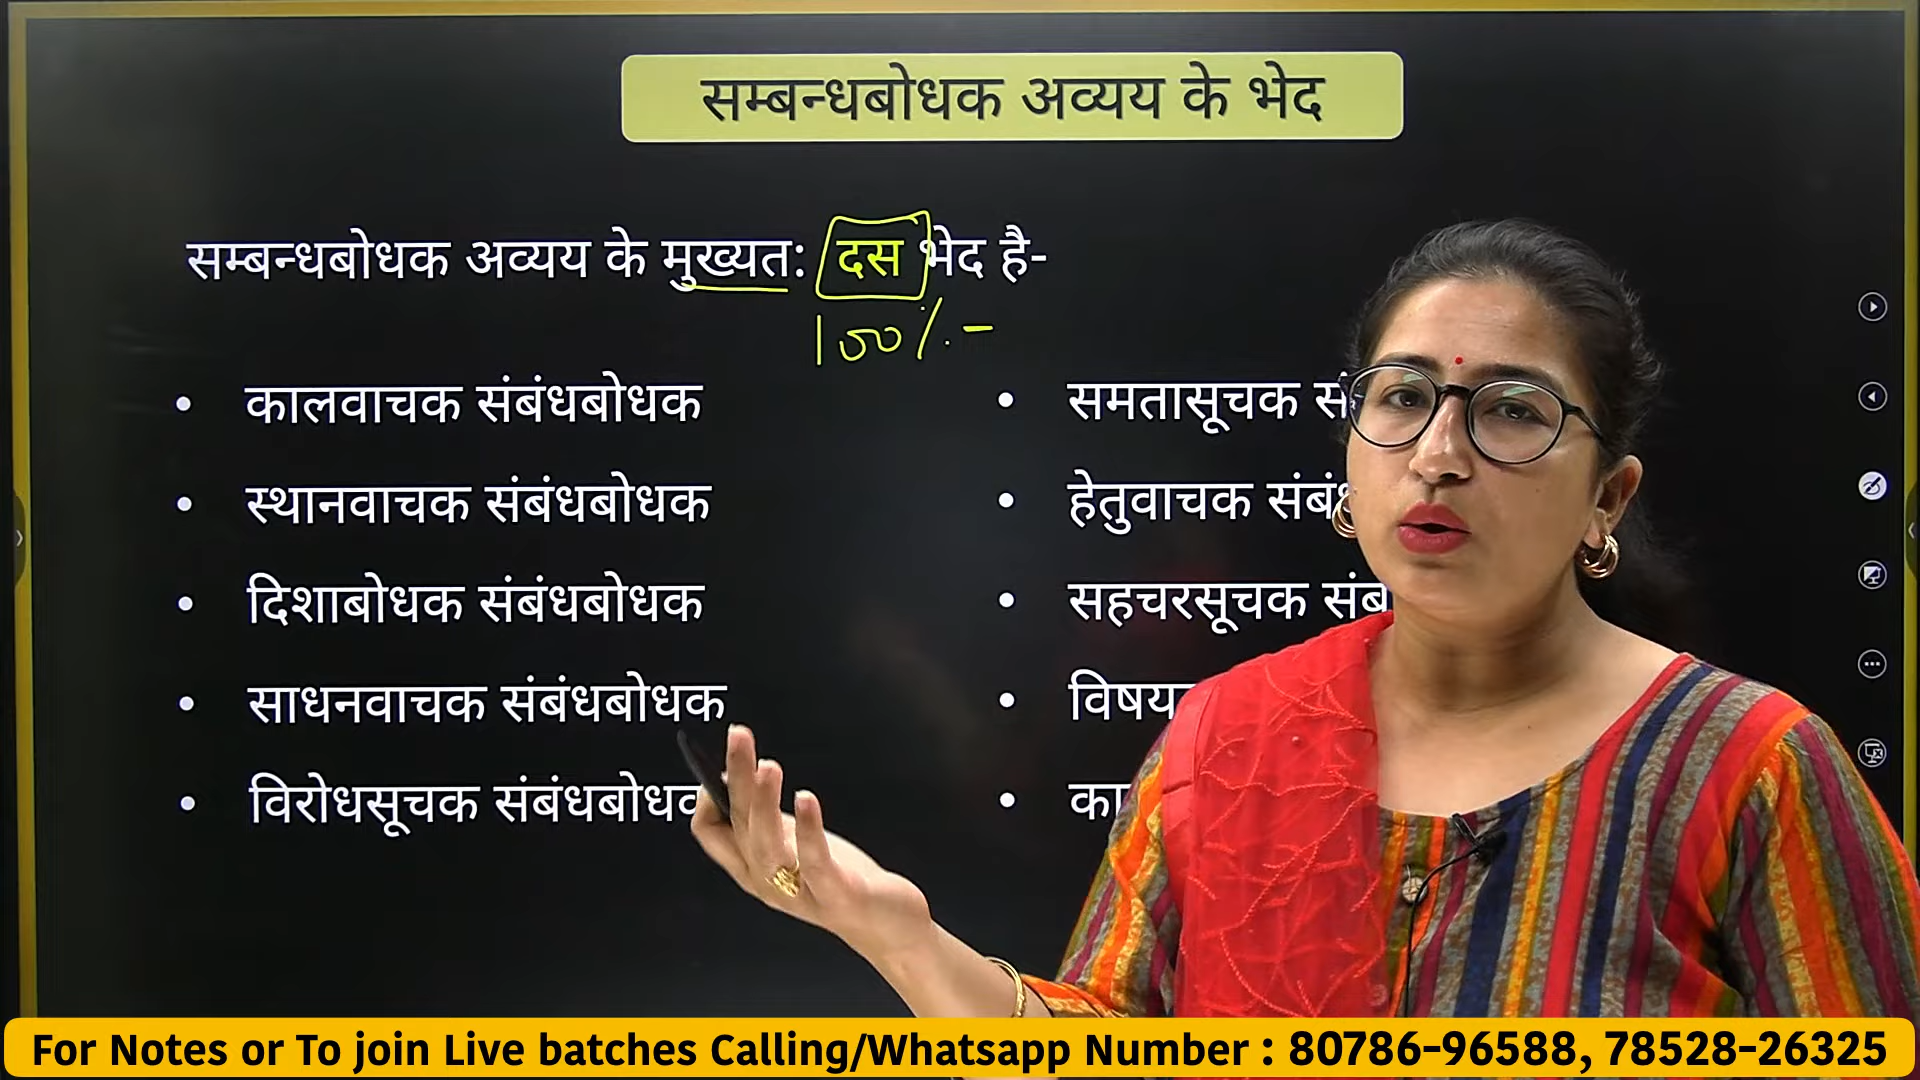 सम्बन्धबोधक अव्यय के भेद
सम्बन्धबोधक अव्यय के मुख्यत: दस भेद है-
100%.-
• कालवाचक संबंधबोधक
• स्थानवाचक संबंधबोधक
• दिशाबोधक संबंधबोधक
• साधनवाचक संबंधबोधक
• विरोधसूचक
• समतासूचक
• हेतुवाचक
• सहचरसूचक
For Notes or To join Live batches Calling/Whatsapp Number : 80786-96588, 78528-26325